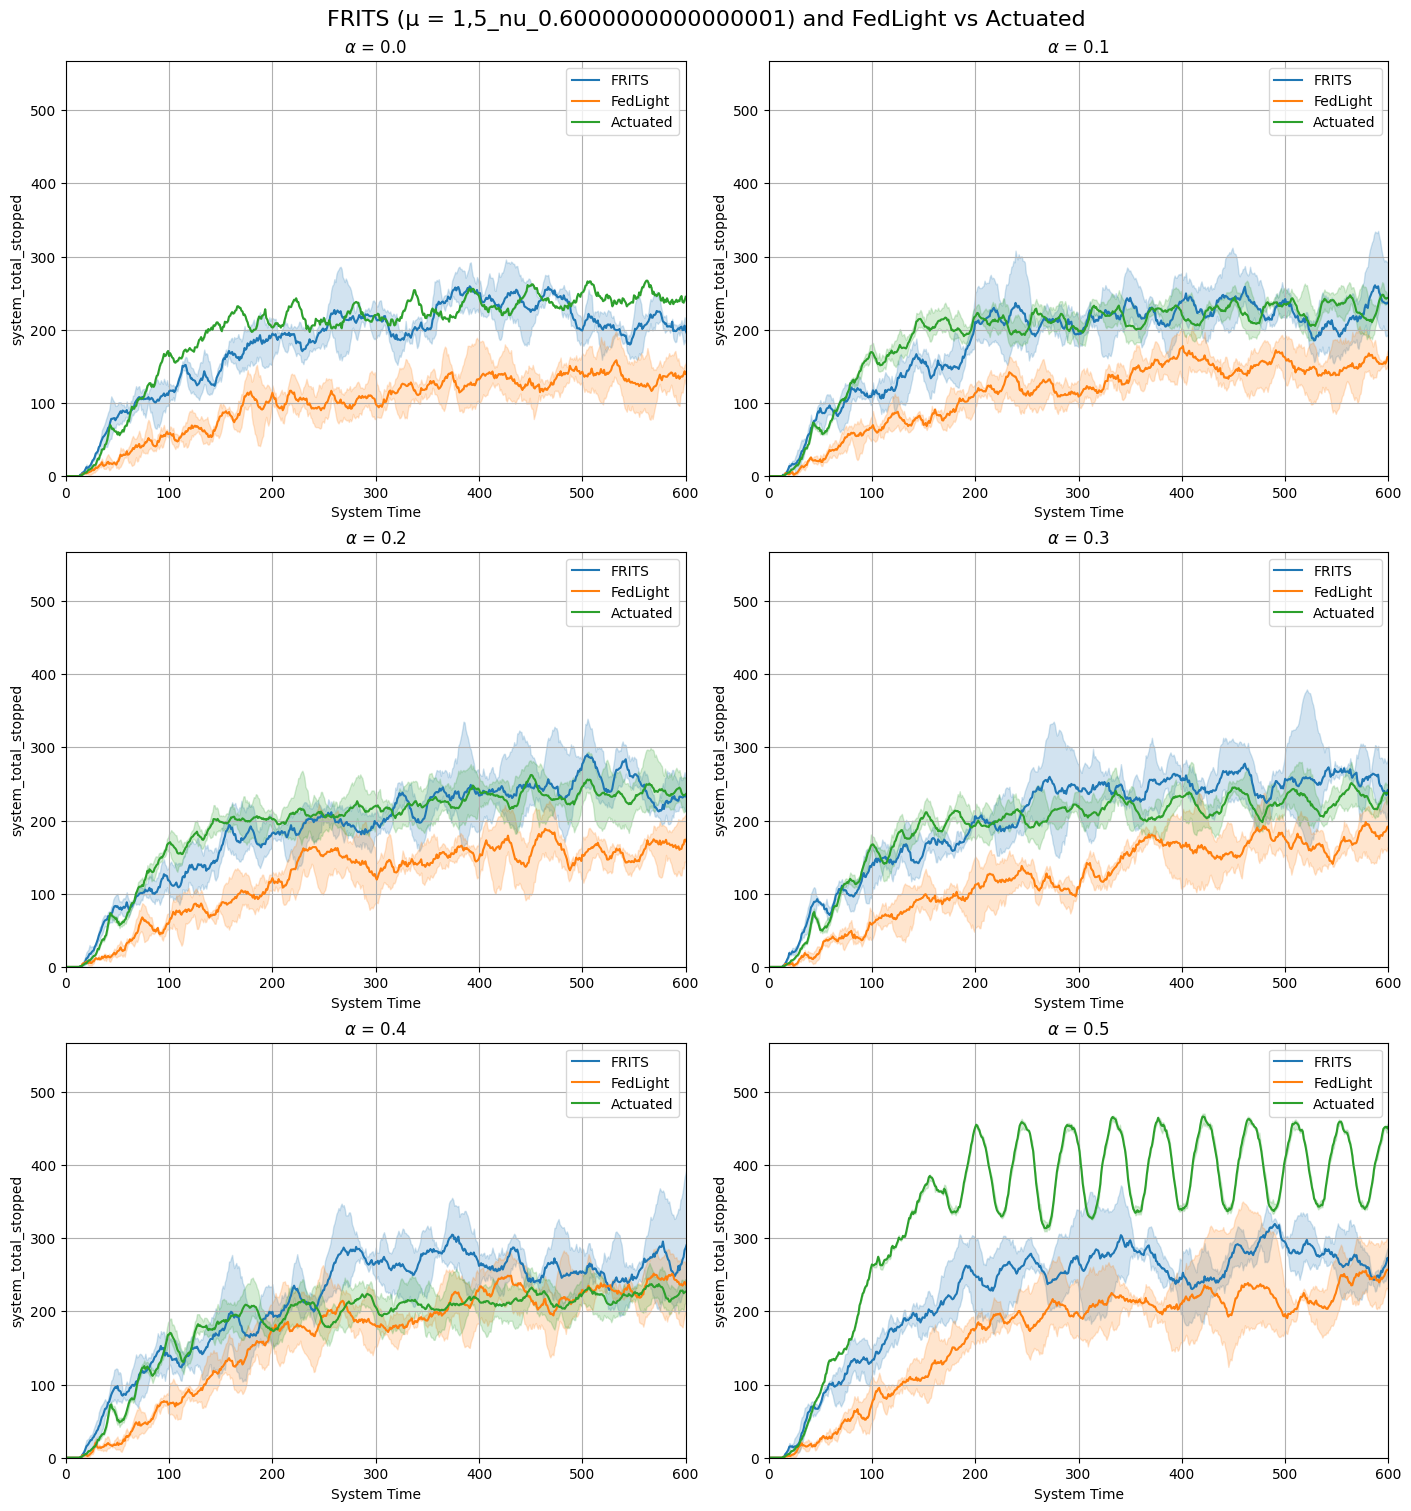 FRITS (μ = 1,5_nu_0.6000000000000001) and FedLight vs Actuated
α = 0.0
FRITS
FedLight
Actuated
system_total_stopped
500
400
300
200
100
0
0 100 200 300 400 500 600
System Time
α = 0.1
FRITS
FedLight
Actuated
system_total_stopped
500
400
300
200
100
0
0 100 200 300 400 500 600
System Time
α = 0.2
FRITS
FedLight
Actuated
system_total_stopped
500
400
300
200
100
0
0 100 200 300 400 500 600
System Time
α = 0.3
FRITS
FedLight
Actuated
system_total_stopped
500
400
300
200
100
0
0 100 200 300 400 500 600
System Time
α = 0.4
FRITS
FedLight
Actuated
system_total_stopped
500
400
300
200
100
0
0 100 200 300 400 500 600
System Time
α = 0.5
FRITS
FedLight
Actuated
system_total_stopped
500
400
300
200
100
0
0 100 200 300 400 500 600
System Time